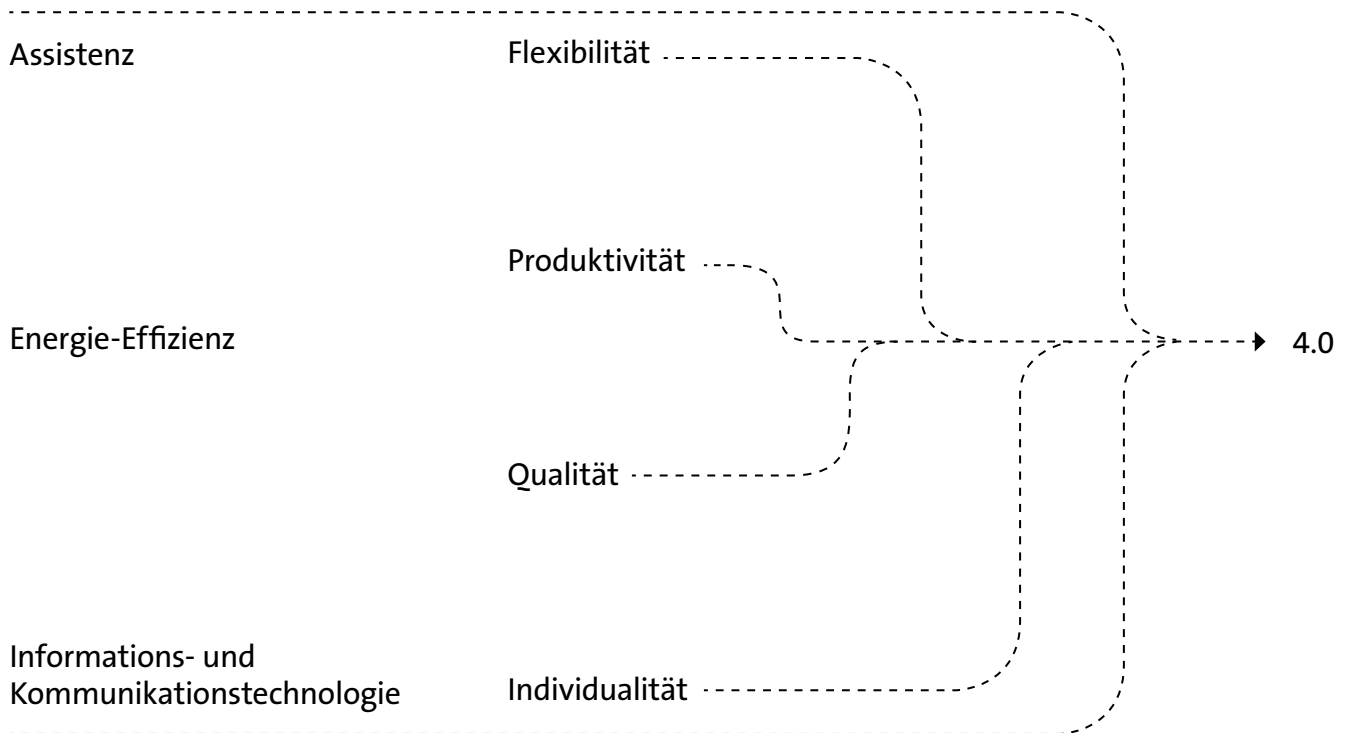 Assistenz
Flexibilität
Produktivität
Energie-Effizienz
4.0
Qualität
Informations- und
Kommunikationstechnologie
Individualität